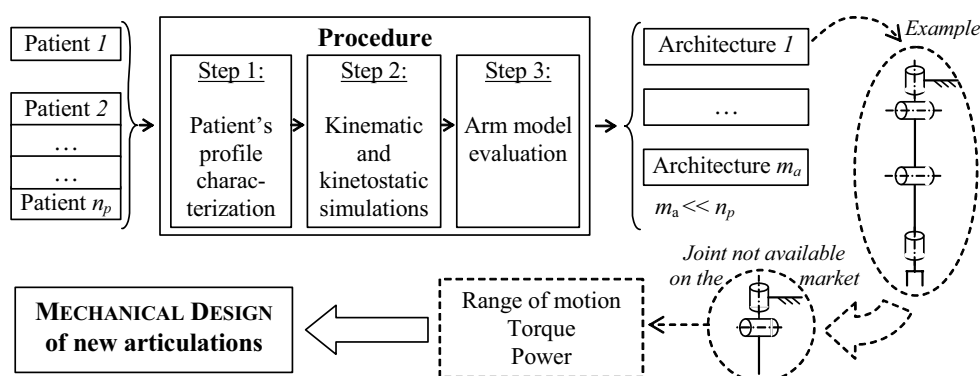 Patient 1
Patient 2
…
…
Patient np
Procedure
Step 1:
Patient's
profile
charac-
terization
Step 2:
Kinematic
and
kinetostatic
simulations
Step 3:
Arm model
evaluation
Architecture 1
…
Architecture ma
ma << np
Example
Joint not available
on the market
Range of motion
Torque
Power
MECHANICAL DESIGN
of new articulations